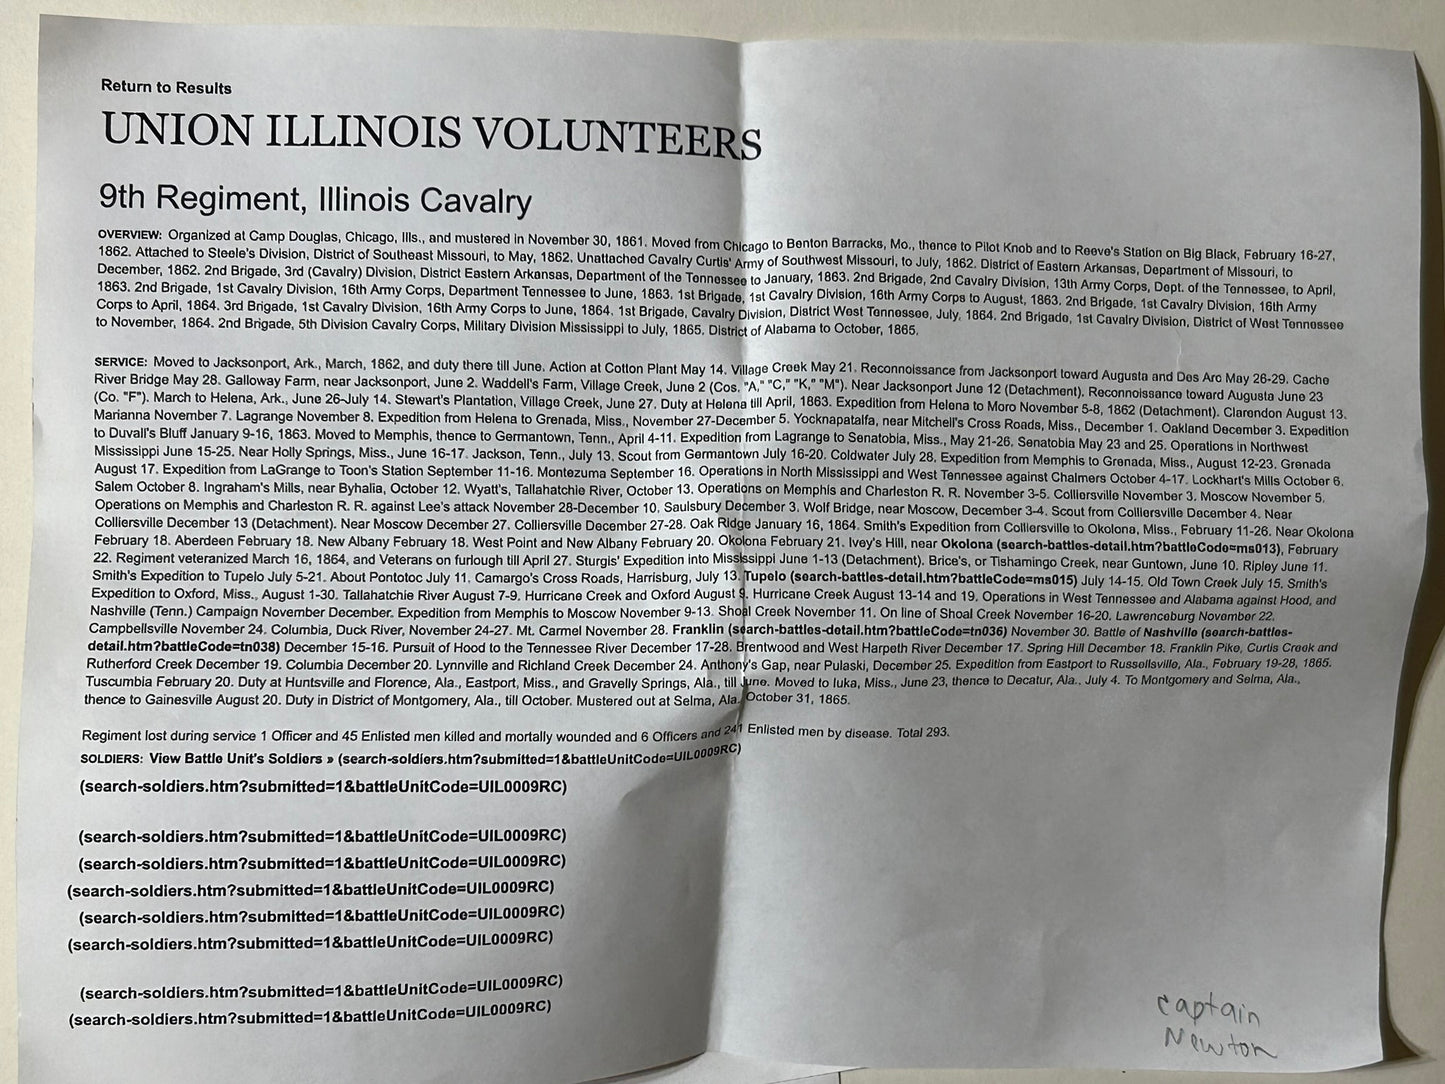 Return to Results
UNION ILLINOIS VOLUNTEERS
9th Regiment, Illinois Cavalry
OVERVIEW: Organized at Camp Douglas, Chicago, Ills., and mustered in November 30, 1861. Moved from Chicago to Benton Barracks, Mo., thence to Pilot Knob and to Reeve's Station on Big Black, February 16-27,
1862. Attached to Steele's Division, District of Southeast Missouri, to May, 1862. Unattached Cavalry Curtis' Army of Southwest Missouri, to July, 1862. District of Eastern Arkansas, Department of Missouri, to
December, 1862. 2nd Brigade, 3rd (Cavalry) Division, District Eastern Arkansas, Department of the Tennessee to January, 1863. 2nd Brigade, 2nd Cavalry Division, 13th Army Corps, Dept. of the Tennessee, to April,
1863. 2nd Brigade, 1st Cavalry Division, 16th Army Corps, Department Tennessee to June, 1863. 1st Brigade, 1st Cavalry Division, 16th Army Corps to August, 1863. 2nd Brigade, 1st Cavalry Division, 16th Army
Corps to April, 1864. 3rd Brigade, 1st Cavalry Division, 16th Army Corps to June, 1864. 1st Brigade, Cavalry Division, District West Tennessee, July, 1864. 2nd Brigade, 1st Cavalry Division, District of West Tennessee
to November, 1864. 2nd Brigade, 5th Division Cavalry Corps, Military Division Mississippi to July, 1865. District of Alabama to October, 1865.
SERVICE: Moved to Jacksonport, Ark., March, 1862, and duty there till June. Action at Cotton Plant May 14. Village Creek May 21. Reconnoissance from Jacksonport toward Augusta and Des Arc May 26-29. Cache
River Bridge May 28. Galloway Farm, near Jacksonport, June 2. Waddell's Farm, Village Creek, June 2 (Cos. "A," "C," "K," "M"). Near Jacksonport June 12 (Detachment). Reconnoissance toward Augusta June 23
(Co. "F"). March to Helena, Ark., June 26-July 14. Stewart's Plantation, Village Creek, June 27. Duty at Helena till April, 1863. Expedition from Helena to Moro November 5-8, 1862 (Detachment). Clarendon August 13.
Marianna November 7. Lagrange November 8. Expedition from Helena to Grenada, Miss., November 27-December 5. Yocknapatalfa, near Mitchell's Cross Roads, Miss., December 1. Oakland December 3. Expedition
to Duvall's Bluff January 9-16, 1863. Moved to Memphis, thence to Germantown, Tenn., April 4-11. Expedition from Lagrange to Senatobia, Miss., May 21-26. Senatobia May 23 and 25. Operations in Northwest
Mississippi June 15-25. Near Holly Springs, Miss., June 16-17. Jackson, Tenn., July 13. Scout from Germantown July 16-20. Coldwater July 28. Expedition from Memphis to Grenada, Miss., August 12-23. Grenada
August 17. Expedition from LaGrange to Toon's Station September 11-16. Montezuma September 16. Operations in North Mississippi and West Tennessee against Chalmers October 4-17. Lockhart's Mills October 6.
Salem October 8. Ingraham's Mills, near Byhalia, October 12. Wyatt's, Tallahatchie River, October 13. Operations on Memphis and Charleston R. R. November 3-5. Colliersville November 3. Moscow November 5.
Operations on Memphis and Charleston R. R. against Lee's attack November 28-December 10, Saulsbury December 3. Wolf Bridge, near Moscow, December 3-4. Scout from Colliersville December 4. Near
Colliersville December 13 (Detachment). Near Moscow December 27. Colliersville December 27-28. Oak Ridge January 16, 1864. Smith's Expedition from Colliersville to Okolona, Miss., February 11-26. Near Okolona
February 18. Aberdeen February 18. New Albany February 18. West Point and New Albany February 20. Okolona February 21. Ivey's Hill, near Okolona (search-battles-detail.htm?battleCode=ms013), February
22. Regiment veteranized March 16, 1864, and Veterans on furlough till April 27. Sturgis' Expedition into Mississippi June 1-13 (Detachment). Brice's, or Tishamingo Creek, near Guntown, June 10. Ripley June 11.
Smith's Expedition to Tupelo July 5-21. About Pontotoc July 11. Camargo's Cross Roads, Harrisburg, July 13. Tupelo (search-battles-detail.htm?battleCode=ms015) July 14-15. Old Town Creek July 15. Smith's
Expedition to Oxford, Miss., August 1-30. Tallahatchie River August 7-9. Hurricane Creek and Oxford August 9. Hurricane Creek August 13-14 and 19. Operations in West Tennessee and Alabama against Hood, and
Nashville (Tenn.) Campaign November December. Expedition from Memphis to Moscow November 9-13. Shoal Creek November 11. On line of Shoal Creek November 16-20. Lawrenceburg November 22.
Campbellsville November 24. Columbia, Duck River, November 24-27. Mt. Carmel November 28. Franklin (search-battles-detail.htm?battleCode=tn036) November 30. Battle of Nashville (search-battles-
detail.htm?battleCode=tn038) December 15-16. Pursuit of Hood to the Tennessee River December 17-28. Brentwood and West Harpeth River December 17. Spring Hill December 18. Franklin Pike, Curtis Creek and
Rutherford Creek December 19. Columbia December 20. Lynnville and Richland Creek December 24. Anthony's Gap, near Pulaski, December 25. Expedition from Eastport to Russellsville, Ala., February 19-28, 1865.
Tuscumbia February 20. Duty at Huntsville and Florence, Ala., Eastport, Miss., and Gravelly Springs, Ala., till June. Moved to Iuka, Miss., June 23, thence to Decatur, Ala., July 4. To Montgomery and Selma, Ala.,
thence to Gainesville August 20. Duty in District of Montgomery, Ala., till October. Mustered out at Selma, Ala., October 31, 1865.
Regiment lost during service 1 Officer and 45 Enlisted men killed and mortally wounded and 6 Officers and 241 Enlisted men by disease. Total 293.
SOLDIERS: View Battle Unit's Soldiers » (search-soldiers.htm?submitted=1&battleUnitCode=UIL0009RC)
(search-soldiers.htm?submitted=1&battleUnitCode=UIL0009RC)
(search-soldiers.htm?submitted=1&battleUnitCode=UIL0009RC)
(search-soldiers.htm?submitted=1&battleUnitCode=UIL0009RC)
(search-soldiers.htm?submitted=1&battleUnitCode=UIL0009RC)
(search-soldiers.htm?submitted=1&battleUnitCode=UIL0009RC)
(search-soldiers.htm?submitted=1&battleUnitCode=UIL0009RC)
(search-soldiers.htm?submitted=1&battleUnitCode=UIL0009RC)
(search-soldiers.htm?submitted=1&battleUnitCode=UIL0009RC)
captain
Newton